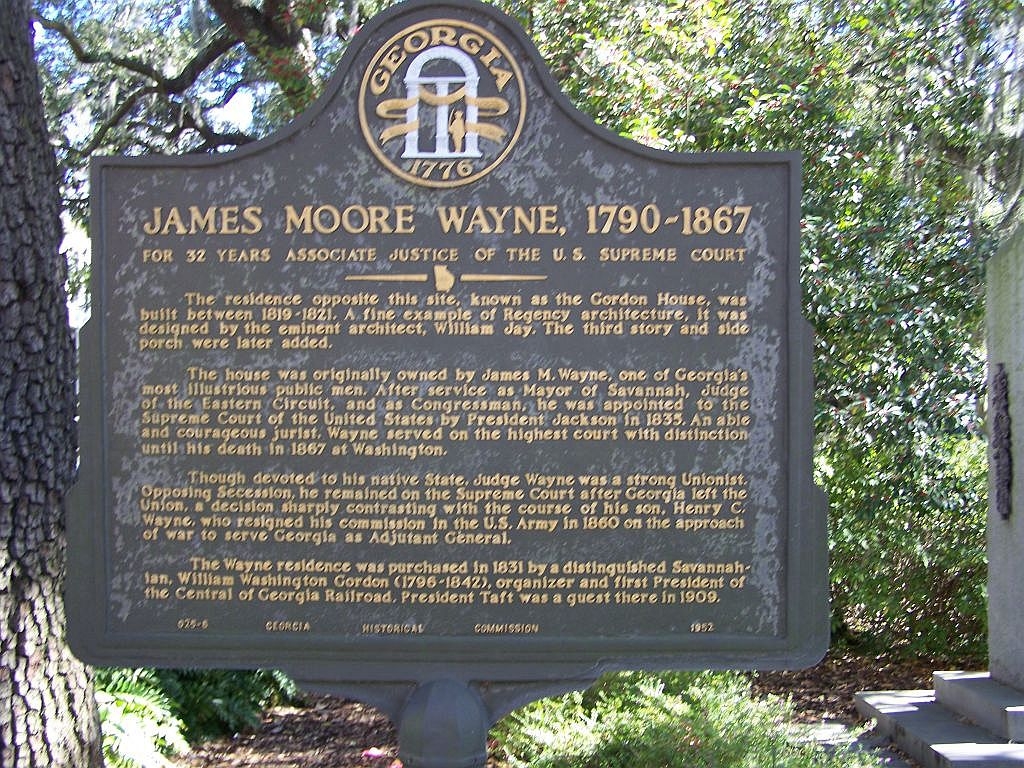 GEORGIA
1776
JAMES MOORE WAYNE, 1790-1867
FOR 32 YEARS ASSOCIATE JUSTICE OF THE U.S. SUPREME COURT
The residence opposite this site, known as the Gordon House, was
built between 1819-1821. A fine example of Regency architecture, it was
designed by the eminent architect, William Jay. The third story and side
porch were later added.
The house was originally owned by James M. Wayne, one of Georgia's
most illustrious public men. After service as Mayor of Savannah, Judge
of the Eastern Circuit, and as Congressman, he was appointed to the
Supreme Court of the United States by President Jackson in 1835. An able
and courageous jurist, Wayne served on the highest court with distinction
until his death in 1867 at Washington.
Though devoted to his native State, Judge Wayne was a strong Unionist.
Opposing Secession, he remained on the Supreme Court after Georgia left the
Union, a decision sharply contrasting with the course of his son, Henry C.
Wayne, who resigned his commission in the U.S. Army in 1860 on the approach
of war to serve Georgia as Adjutant General.
The Wayne residence was purchased in 1831 by a distinguished Savannah-
ian, William Washington Gordon (1796-1842), organizer and first President of
the Central of Georgia Railroad. President Taft was a guest there in 1909.
025-6 GEORGIA HISTORICAL COMMISSION 1952